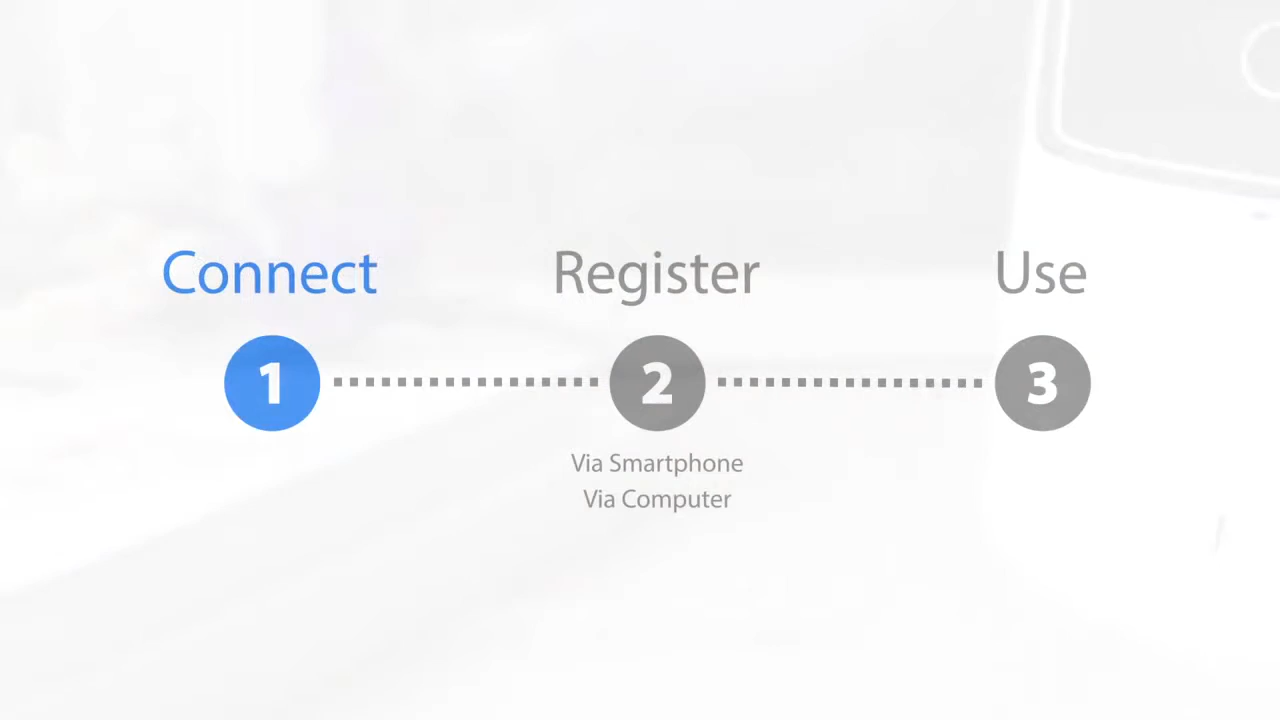 Connect
Register
Use
1
2
3
Via Smartphone
Via Computer